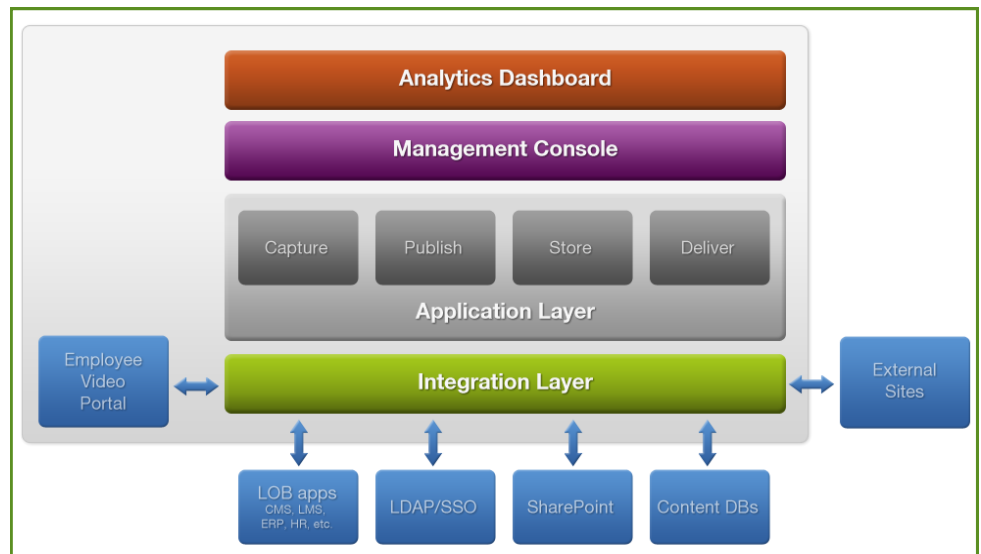 Analytics Dashboard
Management Console
Capture
Publish
Store
Deliver
Application Layer
Employee
Video
Portal
Integration Layer
External
Sites
LOB apps
CMS, LMS,
ERP, HR, etc.
LDAP/SSO
SharePoint
Content DBs